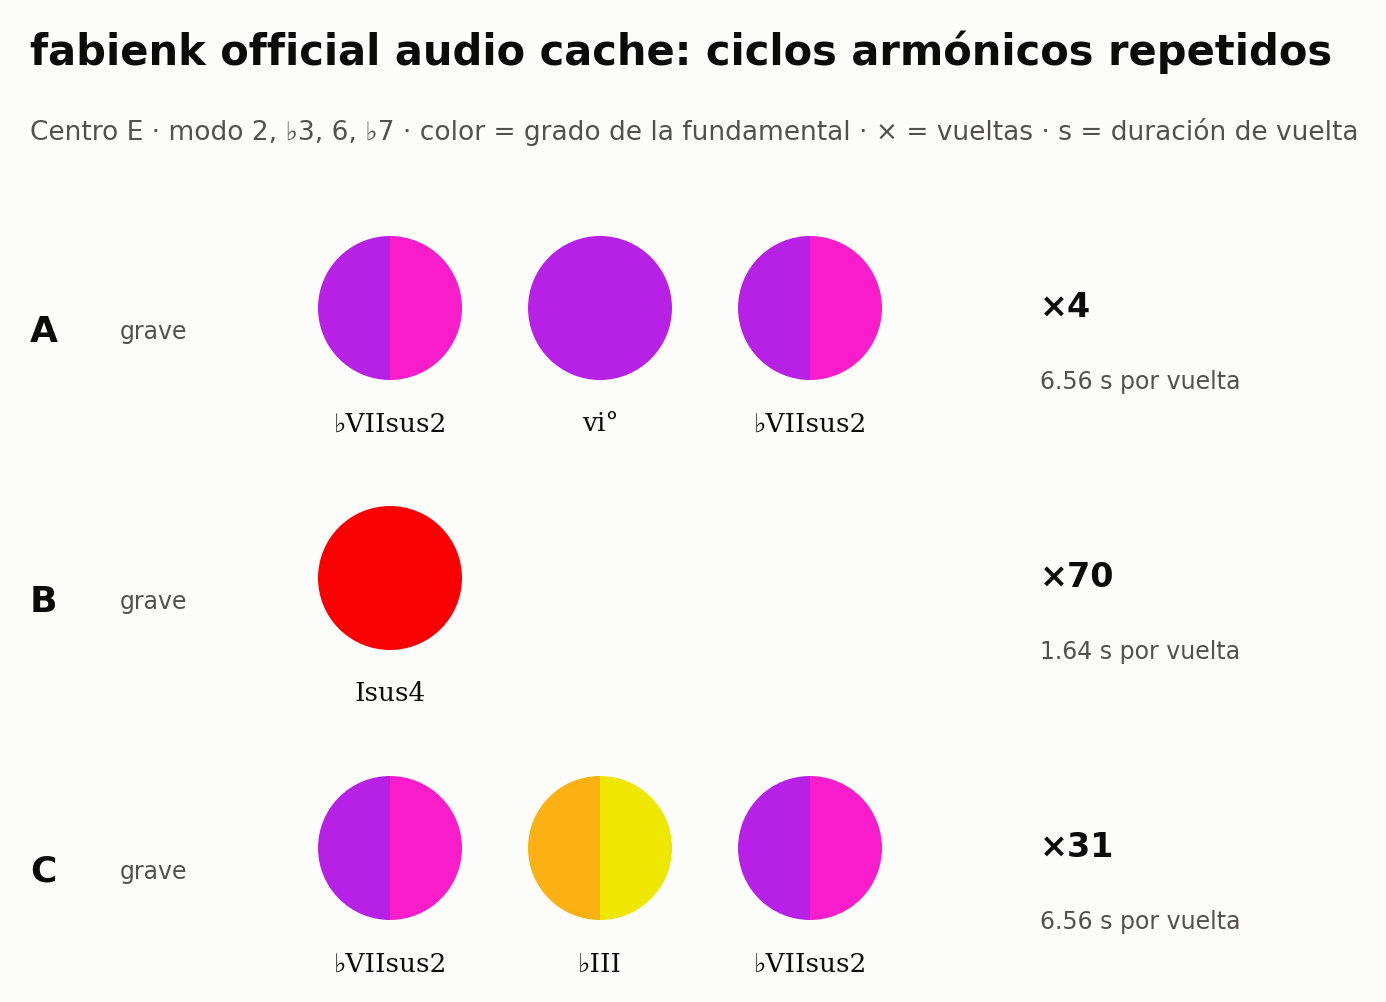 fabienk official audio cache: ciclos armónicos repetidos
Centro E · modo 2, ♭3, 6, ♭7 · color = grado de la fundamental · × = vueltas · s = duración de vuelta
A grave ×4
6.56 s por vuelta
♭VIIsus2 vi° ♭VIIsus2
B grave ×70
1.64 s por vuelta
Isus4
C grave ×31
6.56 s por vuelta
♭VIIsus2 ♭III ♭VIIsus2